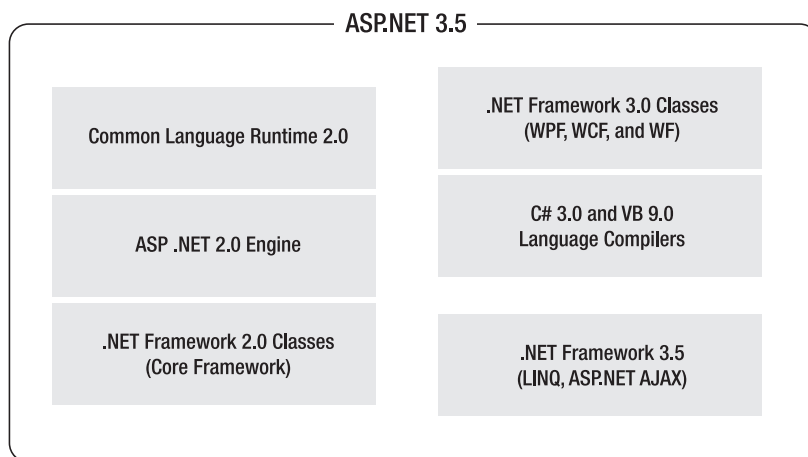 ASP.NET 3.5
Common Language Runtime 2.0
ASP .NET 2.0 Engine
.NET Framework 2.0 Classes
(Core Framework)
.NET Framework 3.0 Classes
(WPF, WCF, and WF)
C# 3.0 and VB 9.0
Language Compilers
.NET Framework 3.5
(LINQ, ASP.NET AJAX)